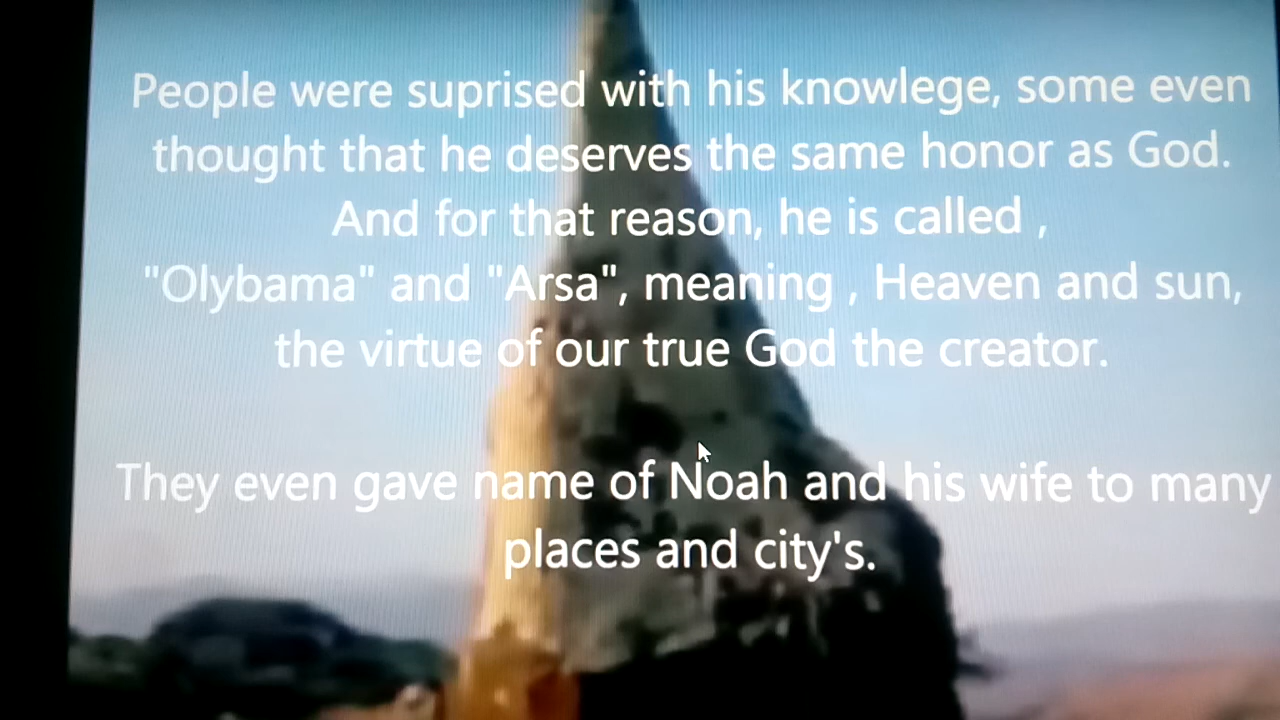 People were suprised with his knowlege, some even
thought that he deserves the same honor as God.
And for that reason, he is called ,
"Olybama" and "Arsa", meaning , Heaven and sun,
the virtue of our true God the creator.
They even gave name of Noah and his wife to many
places and city's.